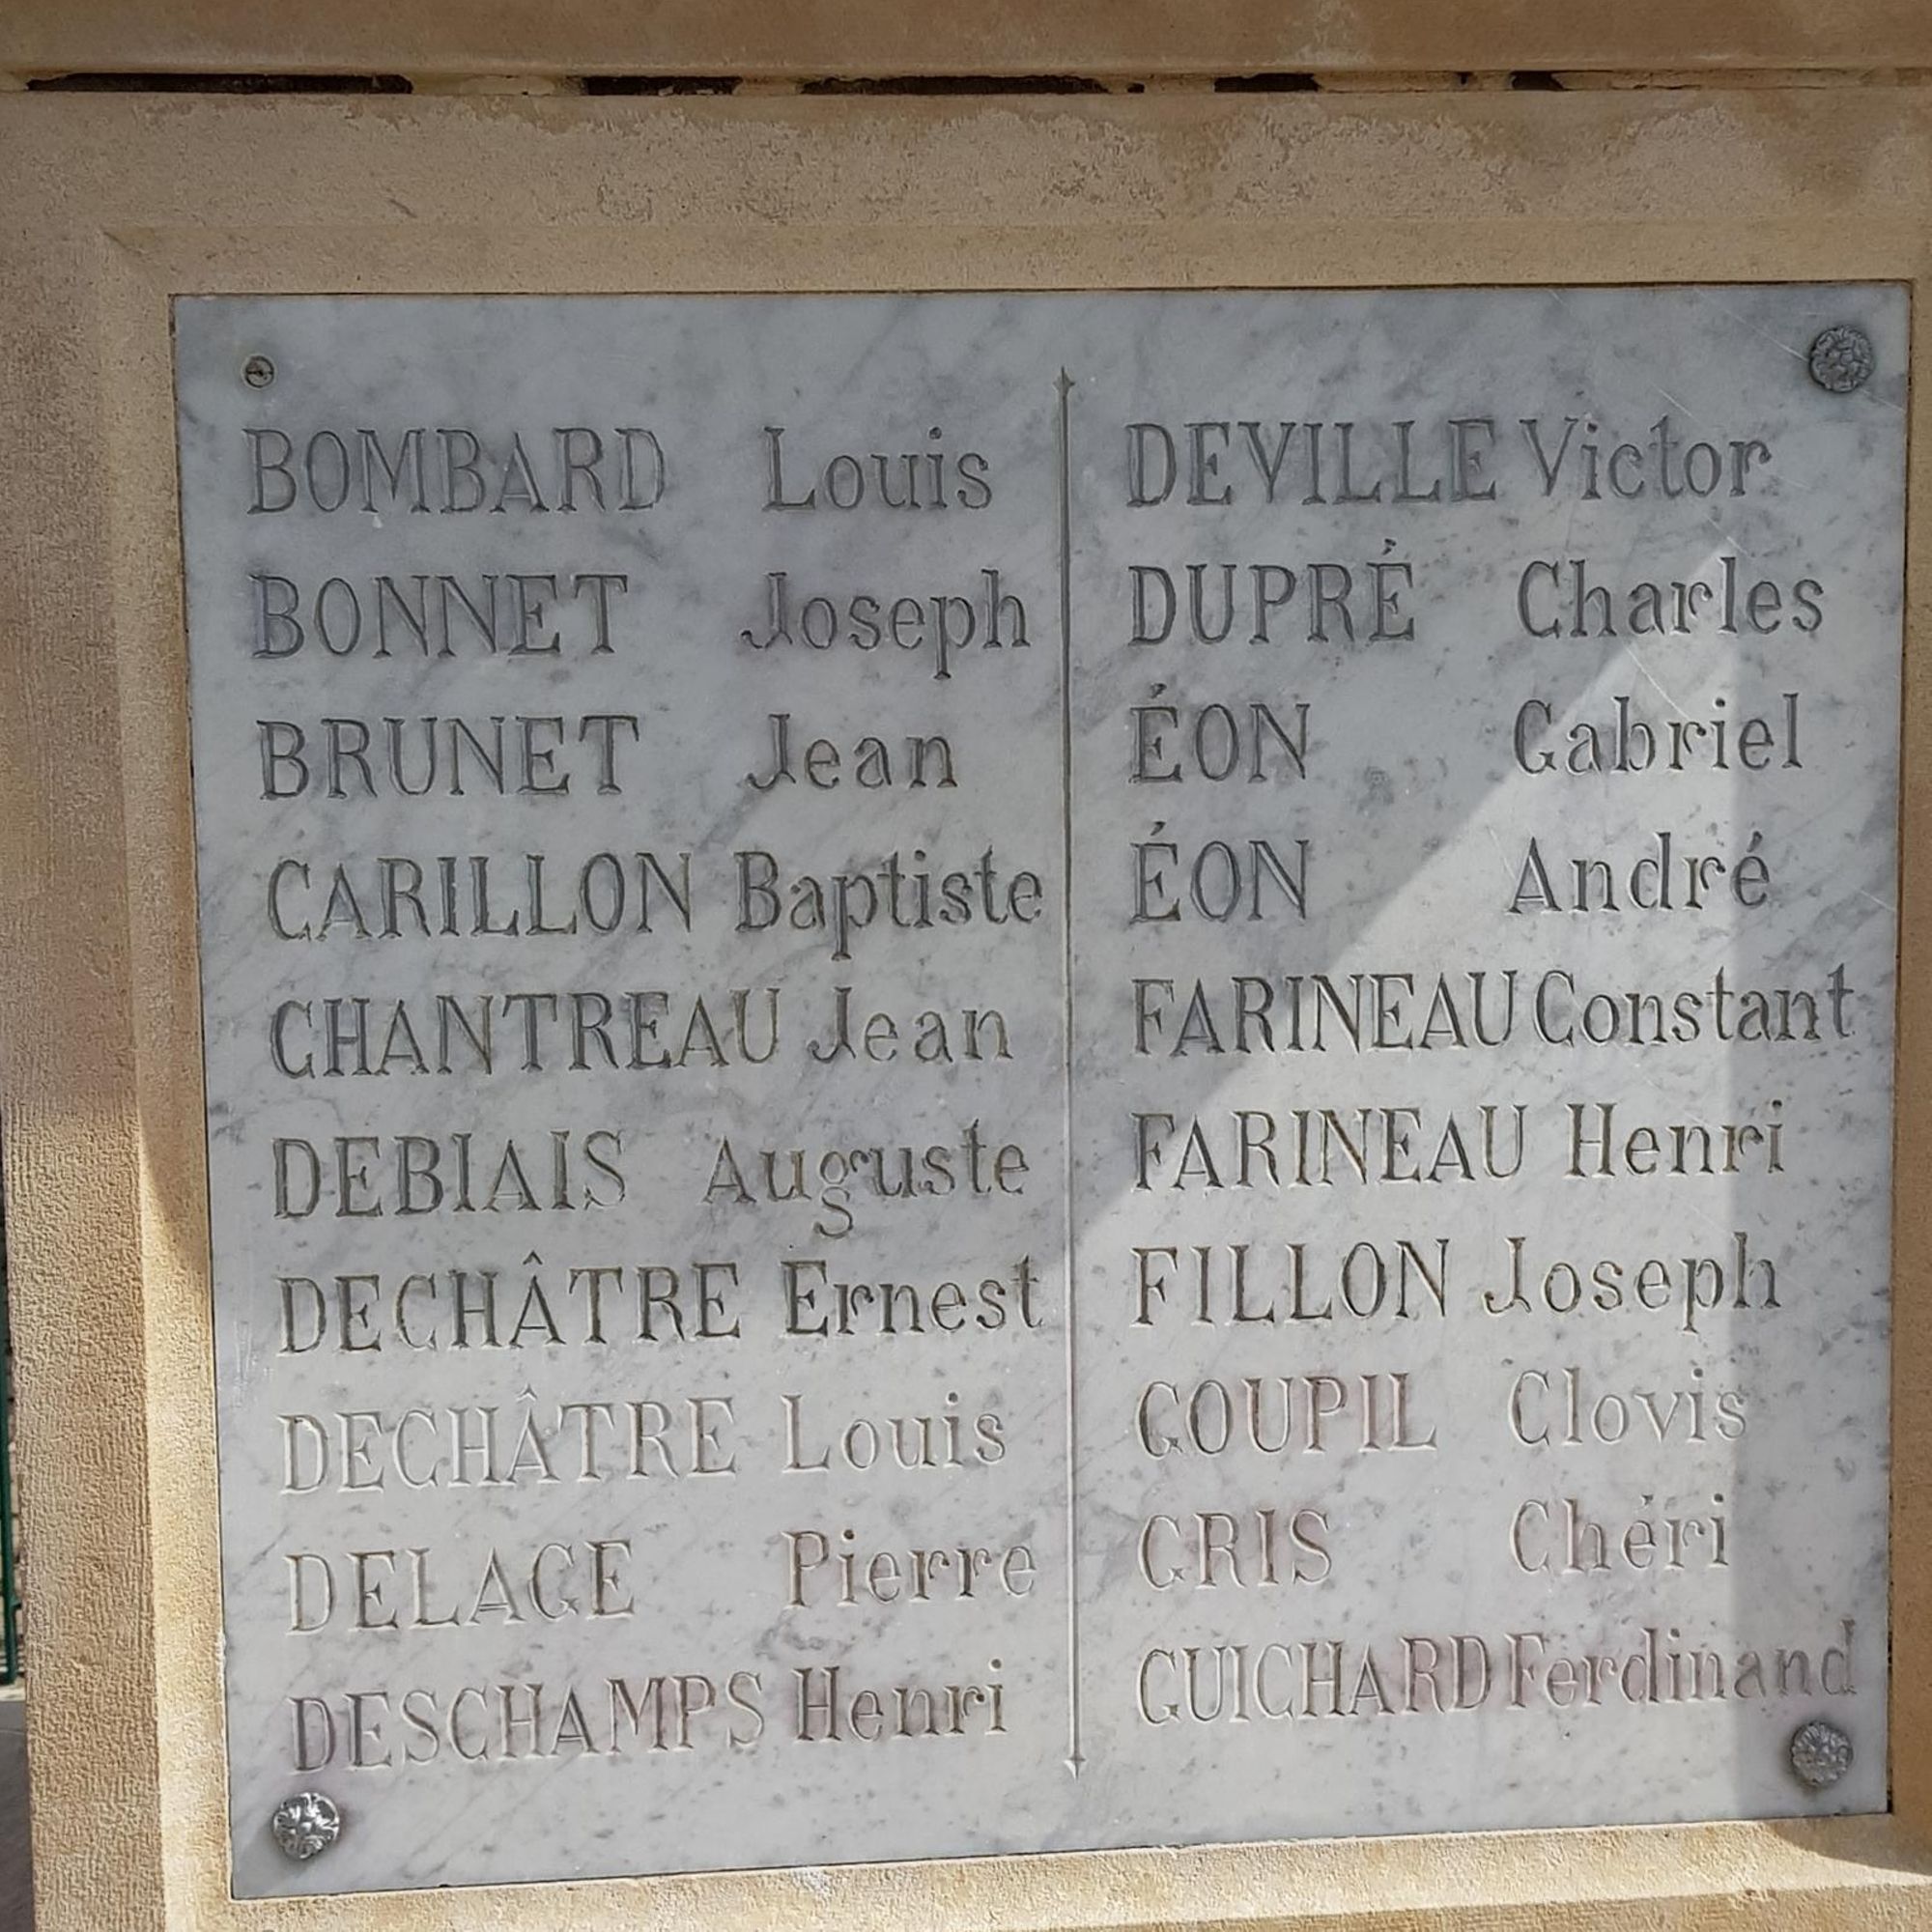 BOMBARD Louis
BONNET Joseph
BRUNET Jean
CARILLON Baptiste
CHANTREAU Jean
DEBIAIS Auguste
DECHÂTRE Ernest
DECHÂTRE Louis
DELAGE Pierre
DESCHAMPS Henri
DEVILLE Victor
DUPRÉ Charles
ÉON Gabriel
ÉON André
FARINEAU Constant
FARINEAU Henri
FILLON Joseph
GOUPIL Clovis
GRIS Chéri
GUICHARD Ferdinand